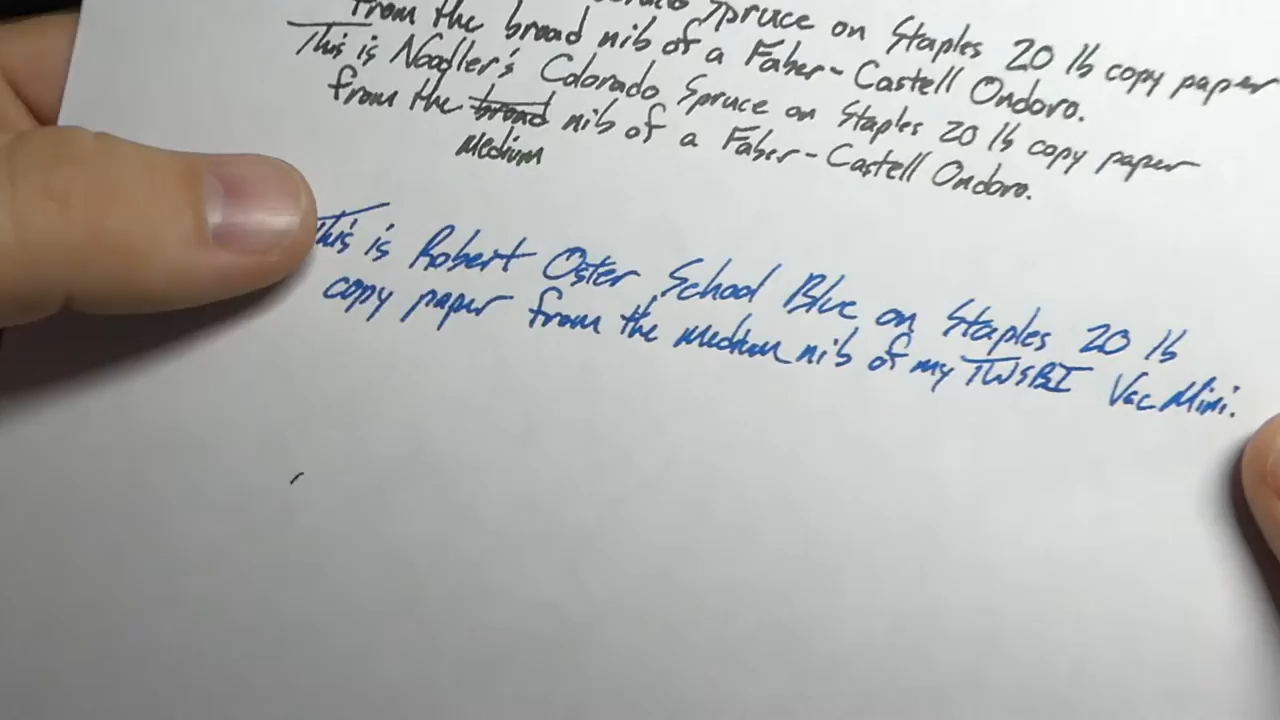 Spruce on Staples 20 lb copy paper
from the broad nib of a Faber-Castell Ondoro.
This is Noodler's Colorado Spruce on Staples 20 lb copy paper
from the broad nib of a Faber-Castell Ondoro.
Medium
This is Robert Oster School Blue on Staples 20 lb
copy paper from the medium nib of my TWSBI Vac Mini.